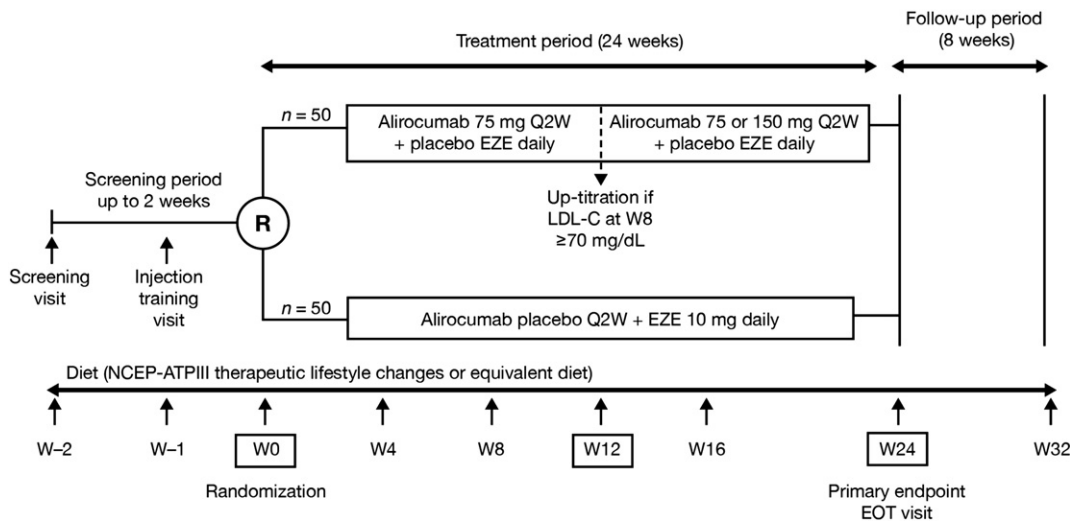 Treatment period (24 weeks)
Follow-up period
(8 weeks)
n = 50
Alirocumab 75 mg Q2W
+ placebo EZE daily
Alirocumab 75 or 150 mg Q2W
+ placebo EZE daily
Screening period
up to 2 weeks
R
Up-titration if
LDL-C at W8
≥70 mg/dL
Screening
visit
Injection
training
visit
n = 50
Alirocumab placebo Q2W + EZE 10 mg daily
Diet (NCEP-ATPIII therapeutic lifestyle changes or equivalent diet)
W–2
W–1
W0
W4
W8
W12
W16
W24
W32
Randomization
Primary endpoint
EOT visit